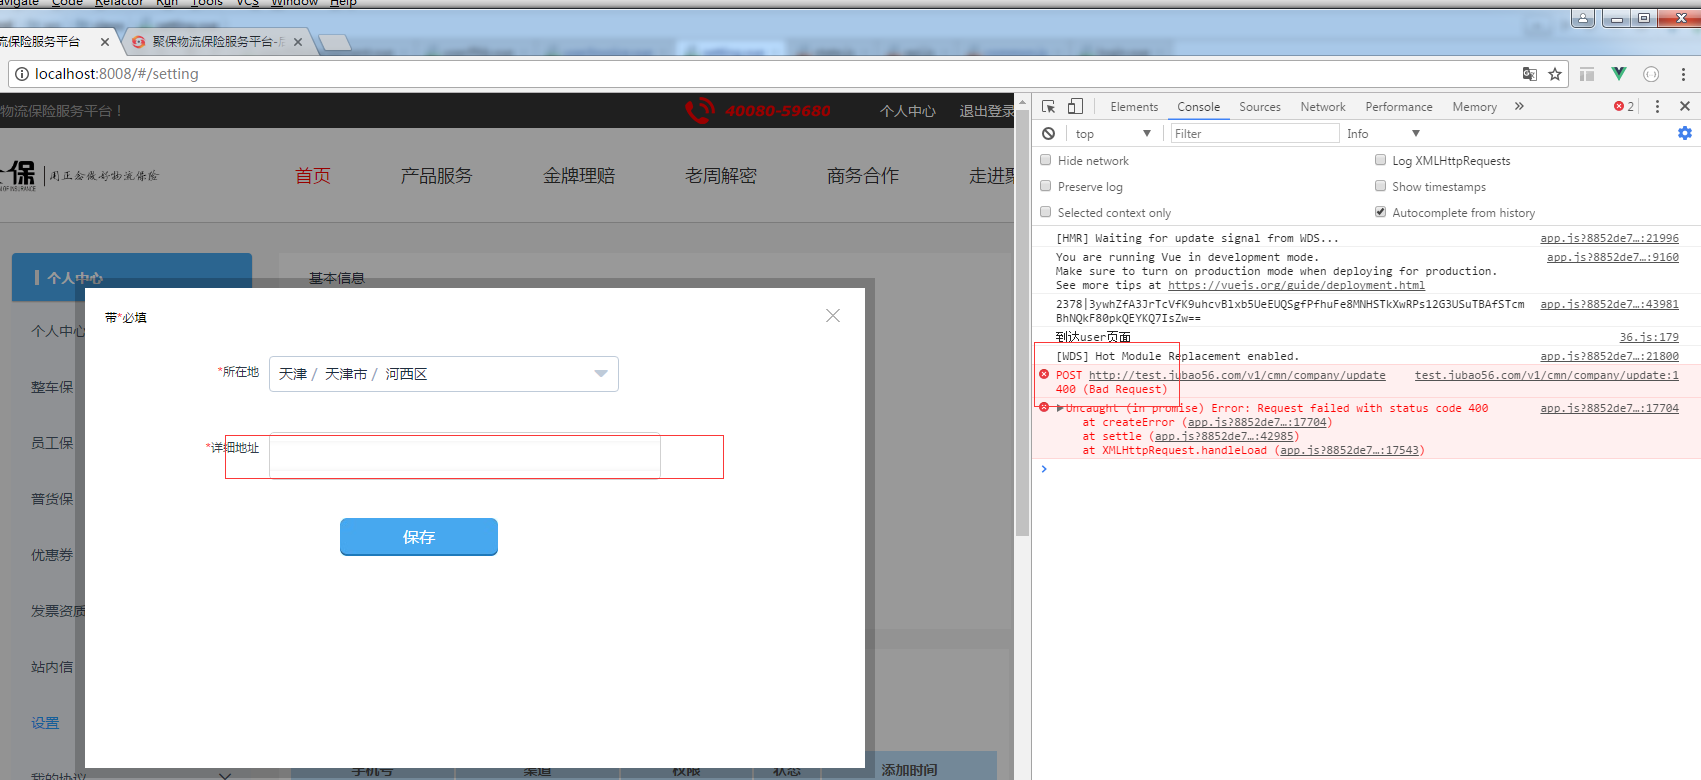 avigate Code Refactor Run Tools VCS Window Help
流保险服务平台
聚保物流保险服务平台-
localhost:8008/#/setting
物流保险服务平台！
40080-59680
个人中心 退出登录
保
用正念做好物流保险
首页 产品服务 金牌理赔 老周解密 商务合作 走进聚
个人中心
基本信息
个人中心
整车保
员工保
普货保
优惠券
发票资质
站内信
设置
我的协议
带*必填
*所在地
天津 / 天津市 / 河西区
*详细地址
保存
手机号 渠道 权限 状态 添加时间
Elements Console Sources Network Performance Memory » 2
top Filter Info
Hide network
Log XMLHttpRequests
Preserve log
Show timestamps
Selected context only
Autocomplete from history
[HMR] Waiting for update signal from WDS... app.js?8852de7…:21996
You are running Vue in development mode. app.js?8852de7…:9160
Make sure to turn on production mode when deploying for production.
See more tips at https://vuejs.org/guide/deployment.html
2378|3ywhZfA3JrTcVfK9uhcvBlxb5UeEUQSgfPfhuFe8MNHSTkXwRPs12G3USuTBAfSTcm app.js?8852de7…:43981
BhNQkF80pkQEYKQ7IsZw==
到达user页面 36.js:179
[WDS] Hot Module Replacement enabled. app.js?8852de7…:21800
POST http://test.jubao56.com/v1/cmn/company/update test.jubao56.com/v1/cmn/company/update:1
400 (Bad Request)
Uncaught (in promise) Error: Request failed with status code 400 app.js?8852de7…:17704
at createError (app.js?8852de7…:17704)
at settle (app.js?8852de7…:42985)
at XMLHttpRequest.handleLoad (app.js?8852de7…:17543)